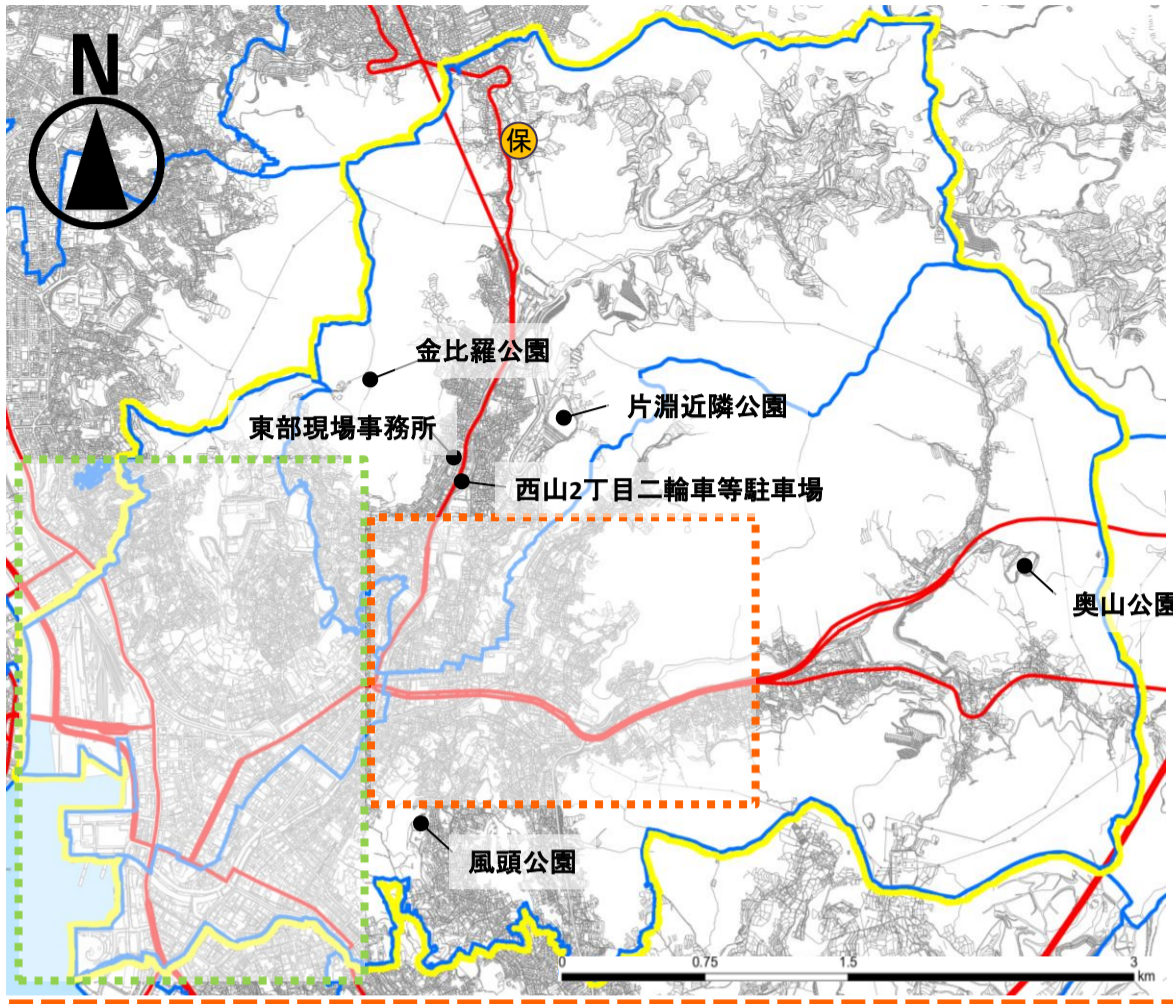 N
保
金比羅公園
片淵近隣公園
東部現場事務所
西山2丁目二輪車等駐車場
奥山公園
風頭公園
0 0.75 1.5 3
km